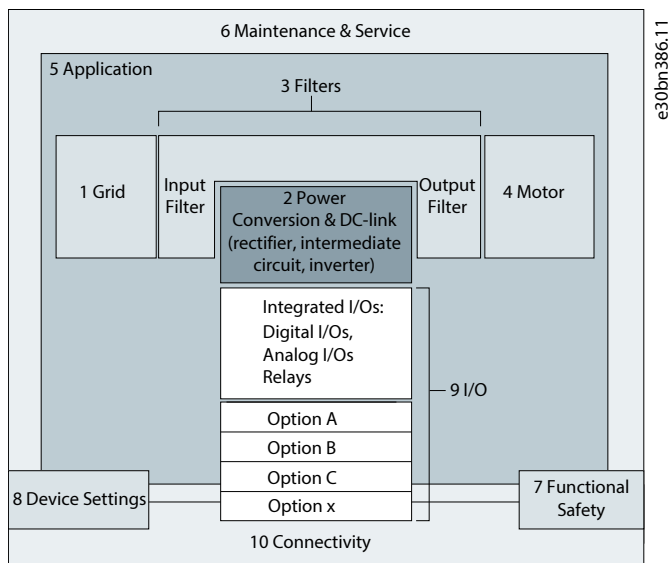 6 Maintenance & Service
e30bn386.11
5 Application
3 Filters
1 Grid
Input
Filter
2 Power
Conversion & DC-link
(rectifier, intermediate
circuit, inverter)
Output
Filter
4 Motor
Integrated I/Os:
Digital I/Os,
Analog I/Os
Relays
9 I/O
Option A
Option B
Option C
Option x
8 Device Settings
7 Functional
Safety
10 Connectivity